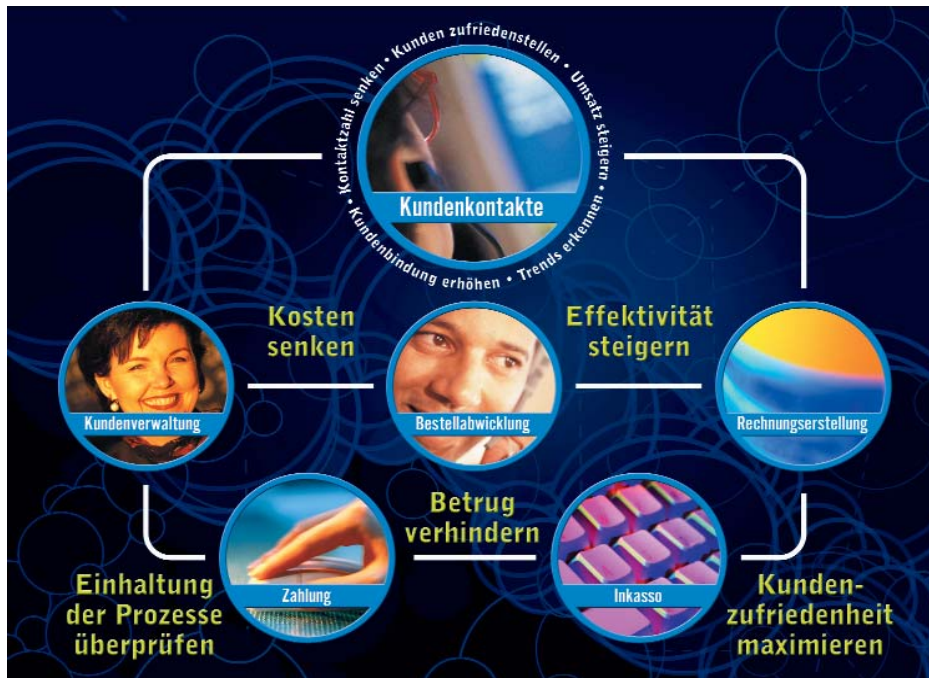 Kontaktzahl senken • Kunden zufriedenstellen • Umsatz steigern • Trends erkennen • Kundenbindung erhöhen •
Kundenkontakte
Kosten
senken
Effektivität
steigern
Kundenverwaltung
Bestellabwicklung
Rechnungserstellung
Betrug
verhindern
Einhaltung
der Prozesse
überprüfen
Zahlung
Inkasso
Kunden-
zufriedenheit
maximieren